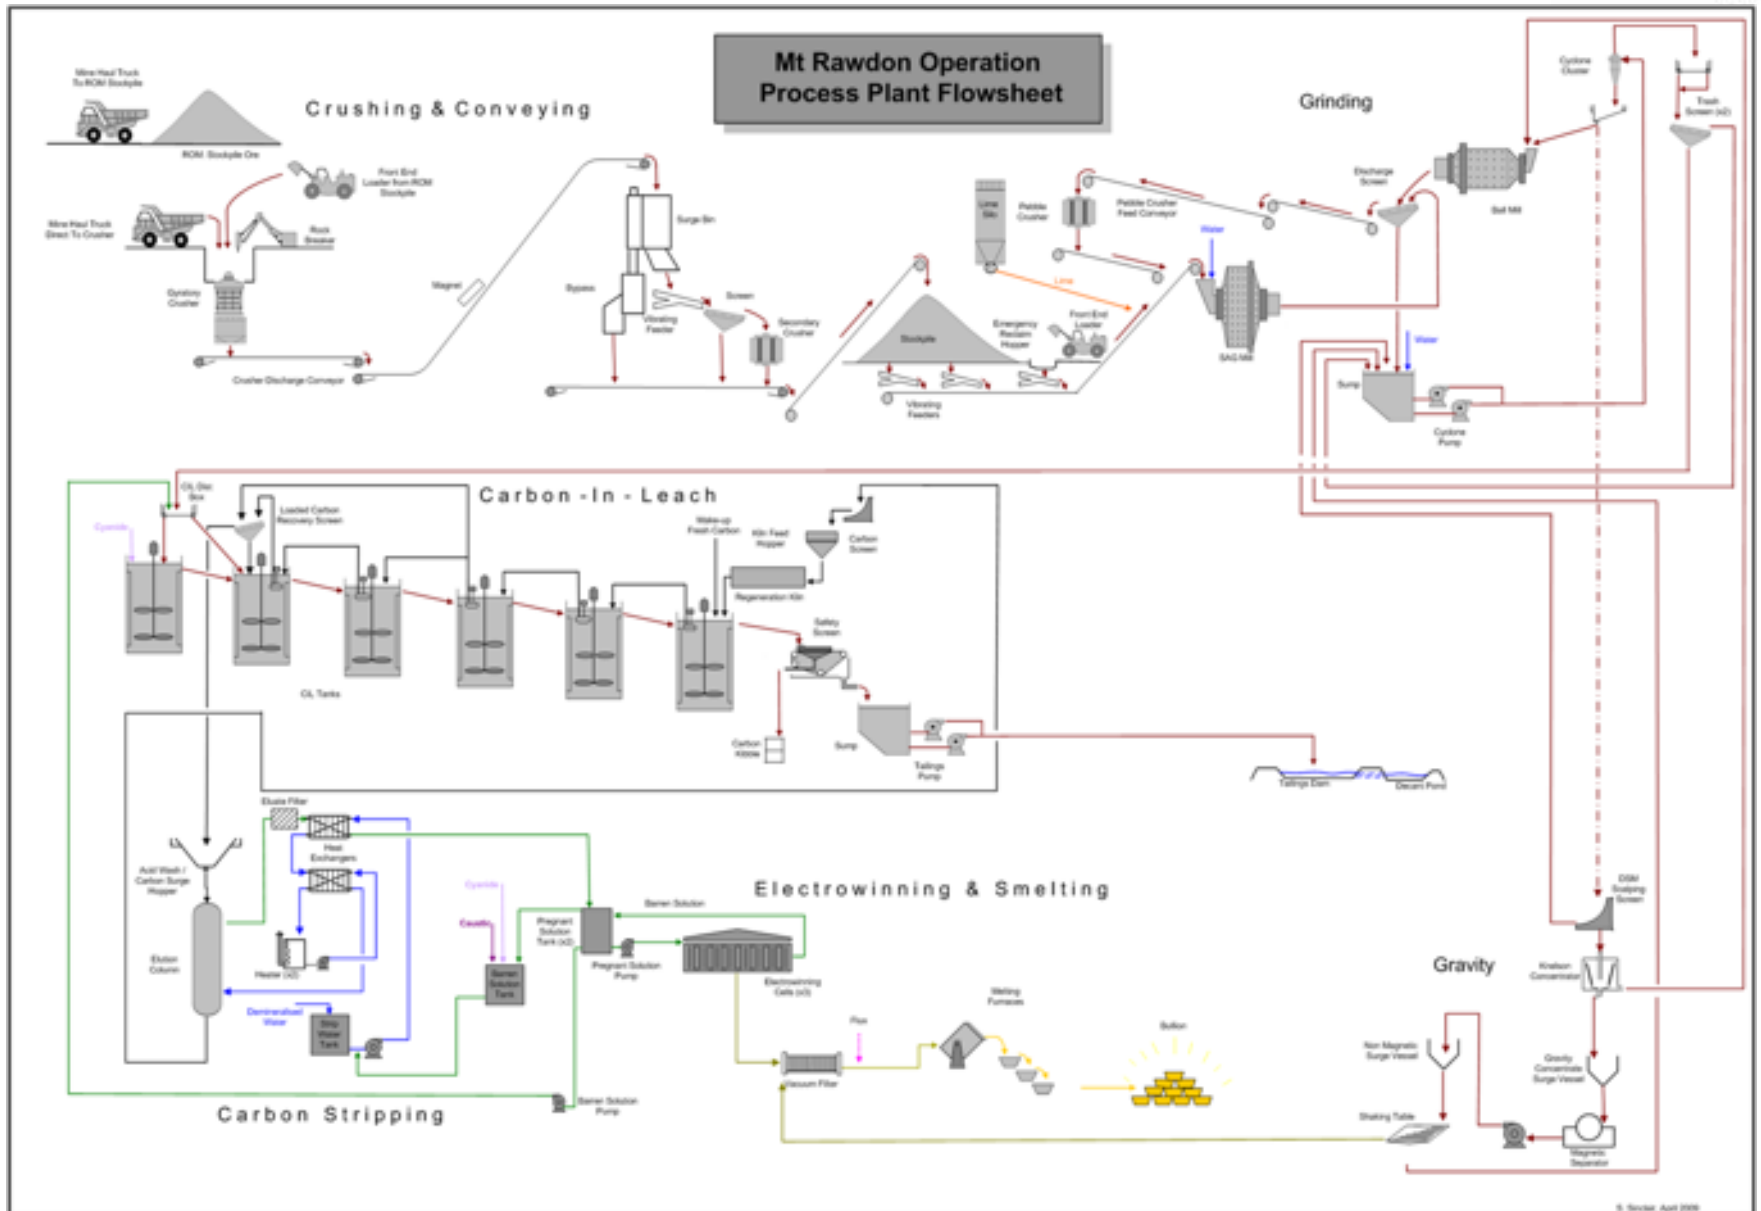 Mt Rawdon Operation
Process Plant Flowsheet
Crushing & Conveying
Mine Haul Truck
To ROM Stockpile
ROM Stockpile Ore
Front End
Loader from ROM
Stockpile
Mine Haul Truck
Direct To Crusher
Rock
Breaker
Gyratory
Crusher
Crusher Discharge Conveyor
Magnet
Surge Bin
Bypass
Vibrating
Feeder
Screen
Secondary
Crusher
Stockpile
Vibrating
Feeders
Emergency
Reclaim
Hopper
Front End
Loader
Lime
Silo
Lime
Pebble
Crusher
Pebble Crusher
Feed Conveyor
Water
SAG Mill
Grinding
Discharge
Screen
Ball Mill
Cyclone
Cluster
Trash
Screen (x2)
Water
Sump
Cyclone
Pump
Carbon-In-Leach
CIL Disc
Box
Cyanide
Loaded Carbon
Recovery Screen
Make-up
Fresh Carbon
Kiln Feed
Hopper
Carbon
Screen
Regeneration Kiln
Safety
Screen
CIL Tanks
Carbon
Kibble
Sump
Tailings
Pump
Tailings Dam
Decant Pond
Eluate Filter
Heat
Exchangers
Acid Wash /
Carbon Surge
Hopper
Elution
Column
Heater (x2)
Demineralised
Water
Strip
Water
Tank
Carbon Stripping
Electrowinning & Smelting
Cyanide
Caustic
Barren
Solution
Tank
Pregnant
Solution
Tank (x2)
Barren Solution
Pregnant Solution
Pump
Electrowinning
Cells (x3)
Barren Solution
Pump
Vacuum Filter
Flux
Melting
Furnaces
Bullion
Gravity
DSM
Scalping
Screen
Knelson
Concentrator
Non Magnetic
Surge Vessel
Gravity
Concentrate
Surge Vessel
Shaking Table
Magnetic
Separator
S. Sinclair, April 2009